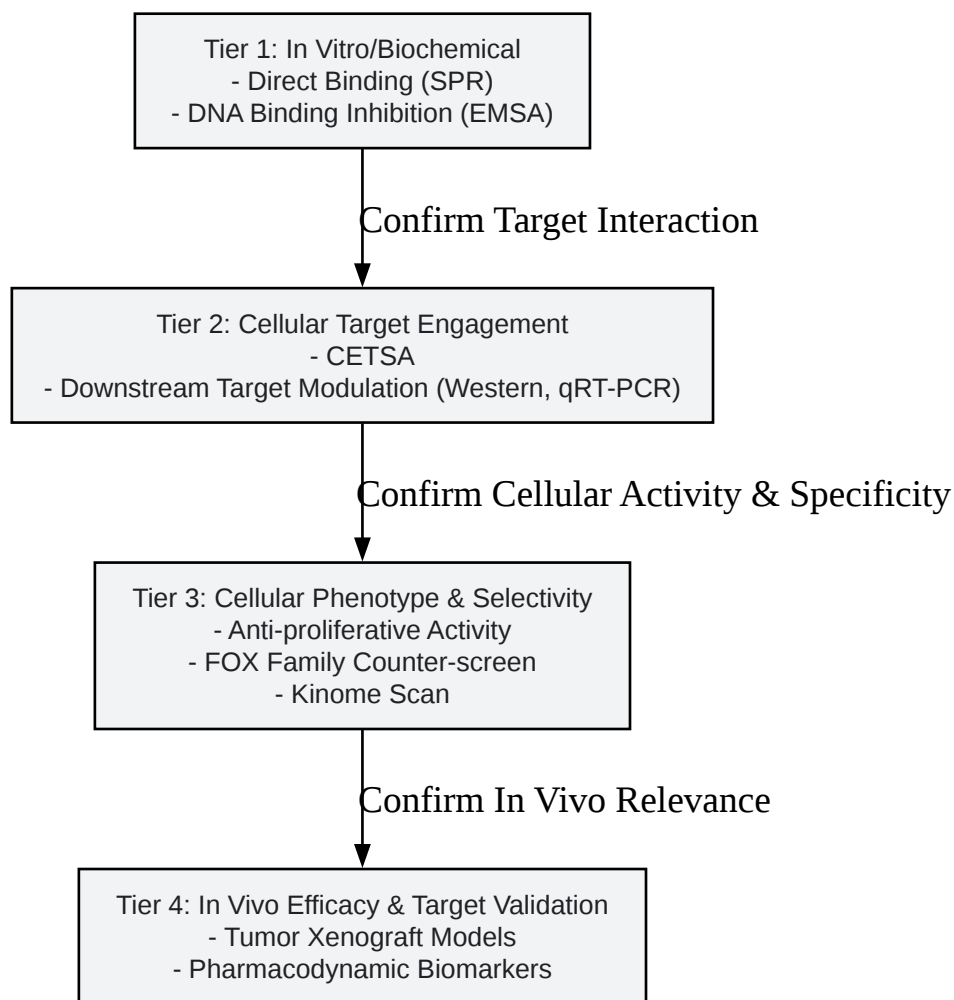 Tier 1: In Vitro/Biochemical
- Direct Binding (SPR)
- DNA Binding Inhibition (EMSA)
Confirm Target Interaction
Tier 2: Cellular Target Engagement
- CETSA
- Downstream Target Modulation (Western, qRT-PCR)
Confirm Cellular Activity & Specificity
Tier 3: Cellular Phenotype & Selectivity
- Anti-proliferative Activity
- FOX Family Counter-screen
- Kinome Scan
Confirm In Vivo Relevance
Tier 4: In Vivo Efficacy & Target Validation
- Tumor Xenograft Models
- Pharmacodynamic Biomarkers